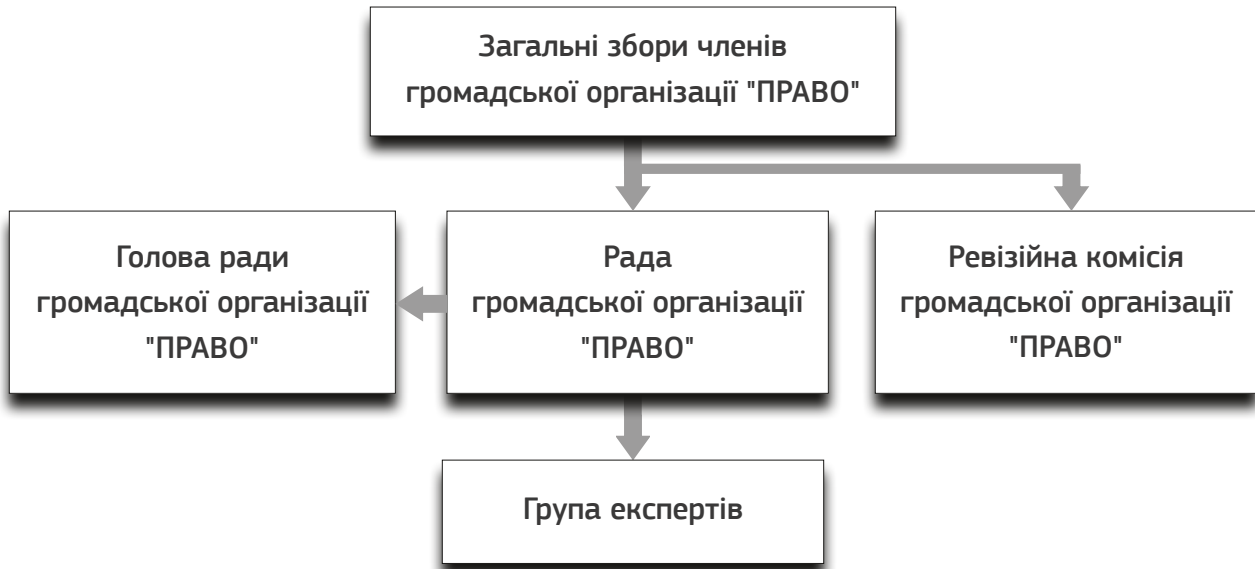 Загальні збори членів
громадської організації "ПРАВО"
Голова ради
громадської організації
"ПРАВО"
Рада
громадської організації
"ПРАВО"
Ревізійна комісія
громадської організації
"ПРАВО"
Група експертів